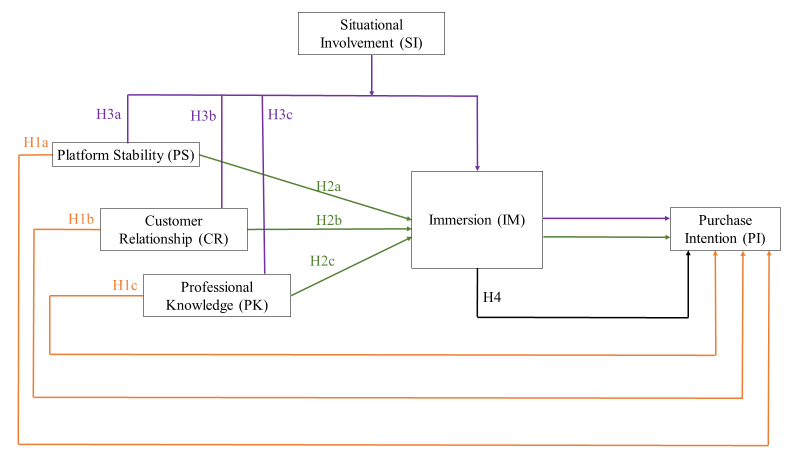 Situational
Involvement (SI)
H3a
H3b
H3c
H1a
Platform Stability (PS)
H2a
H1b
Customer
Relationship (CR)
H2b
Immersion (IM)
Purchase
Intention (PI)
H2c
H1c
Professional
Knowledge (PK)
H4